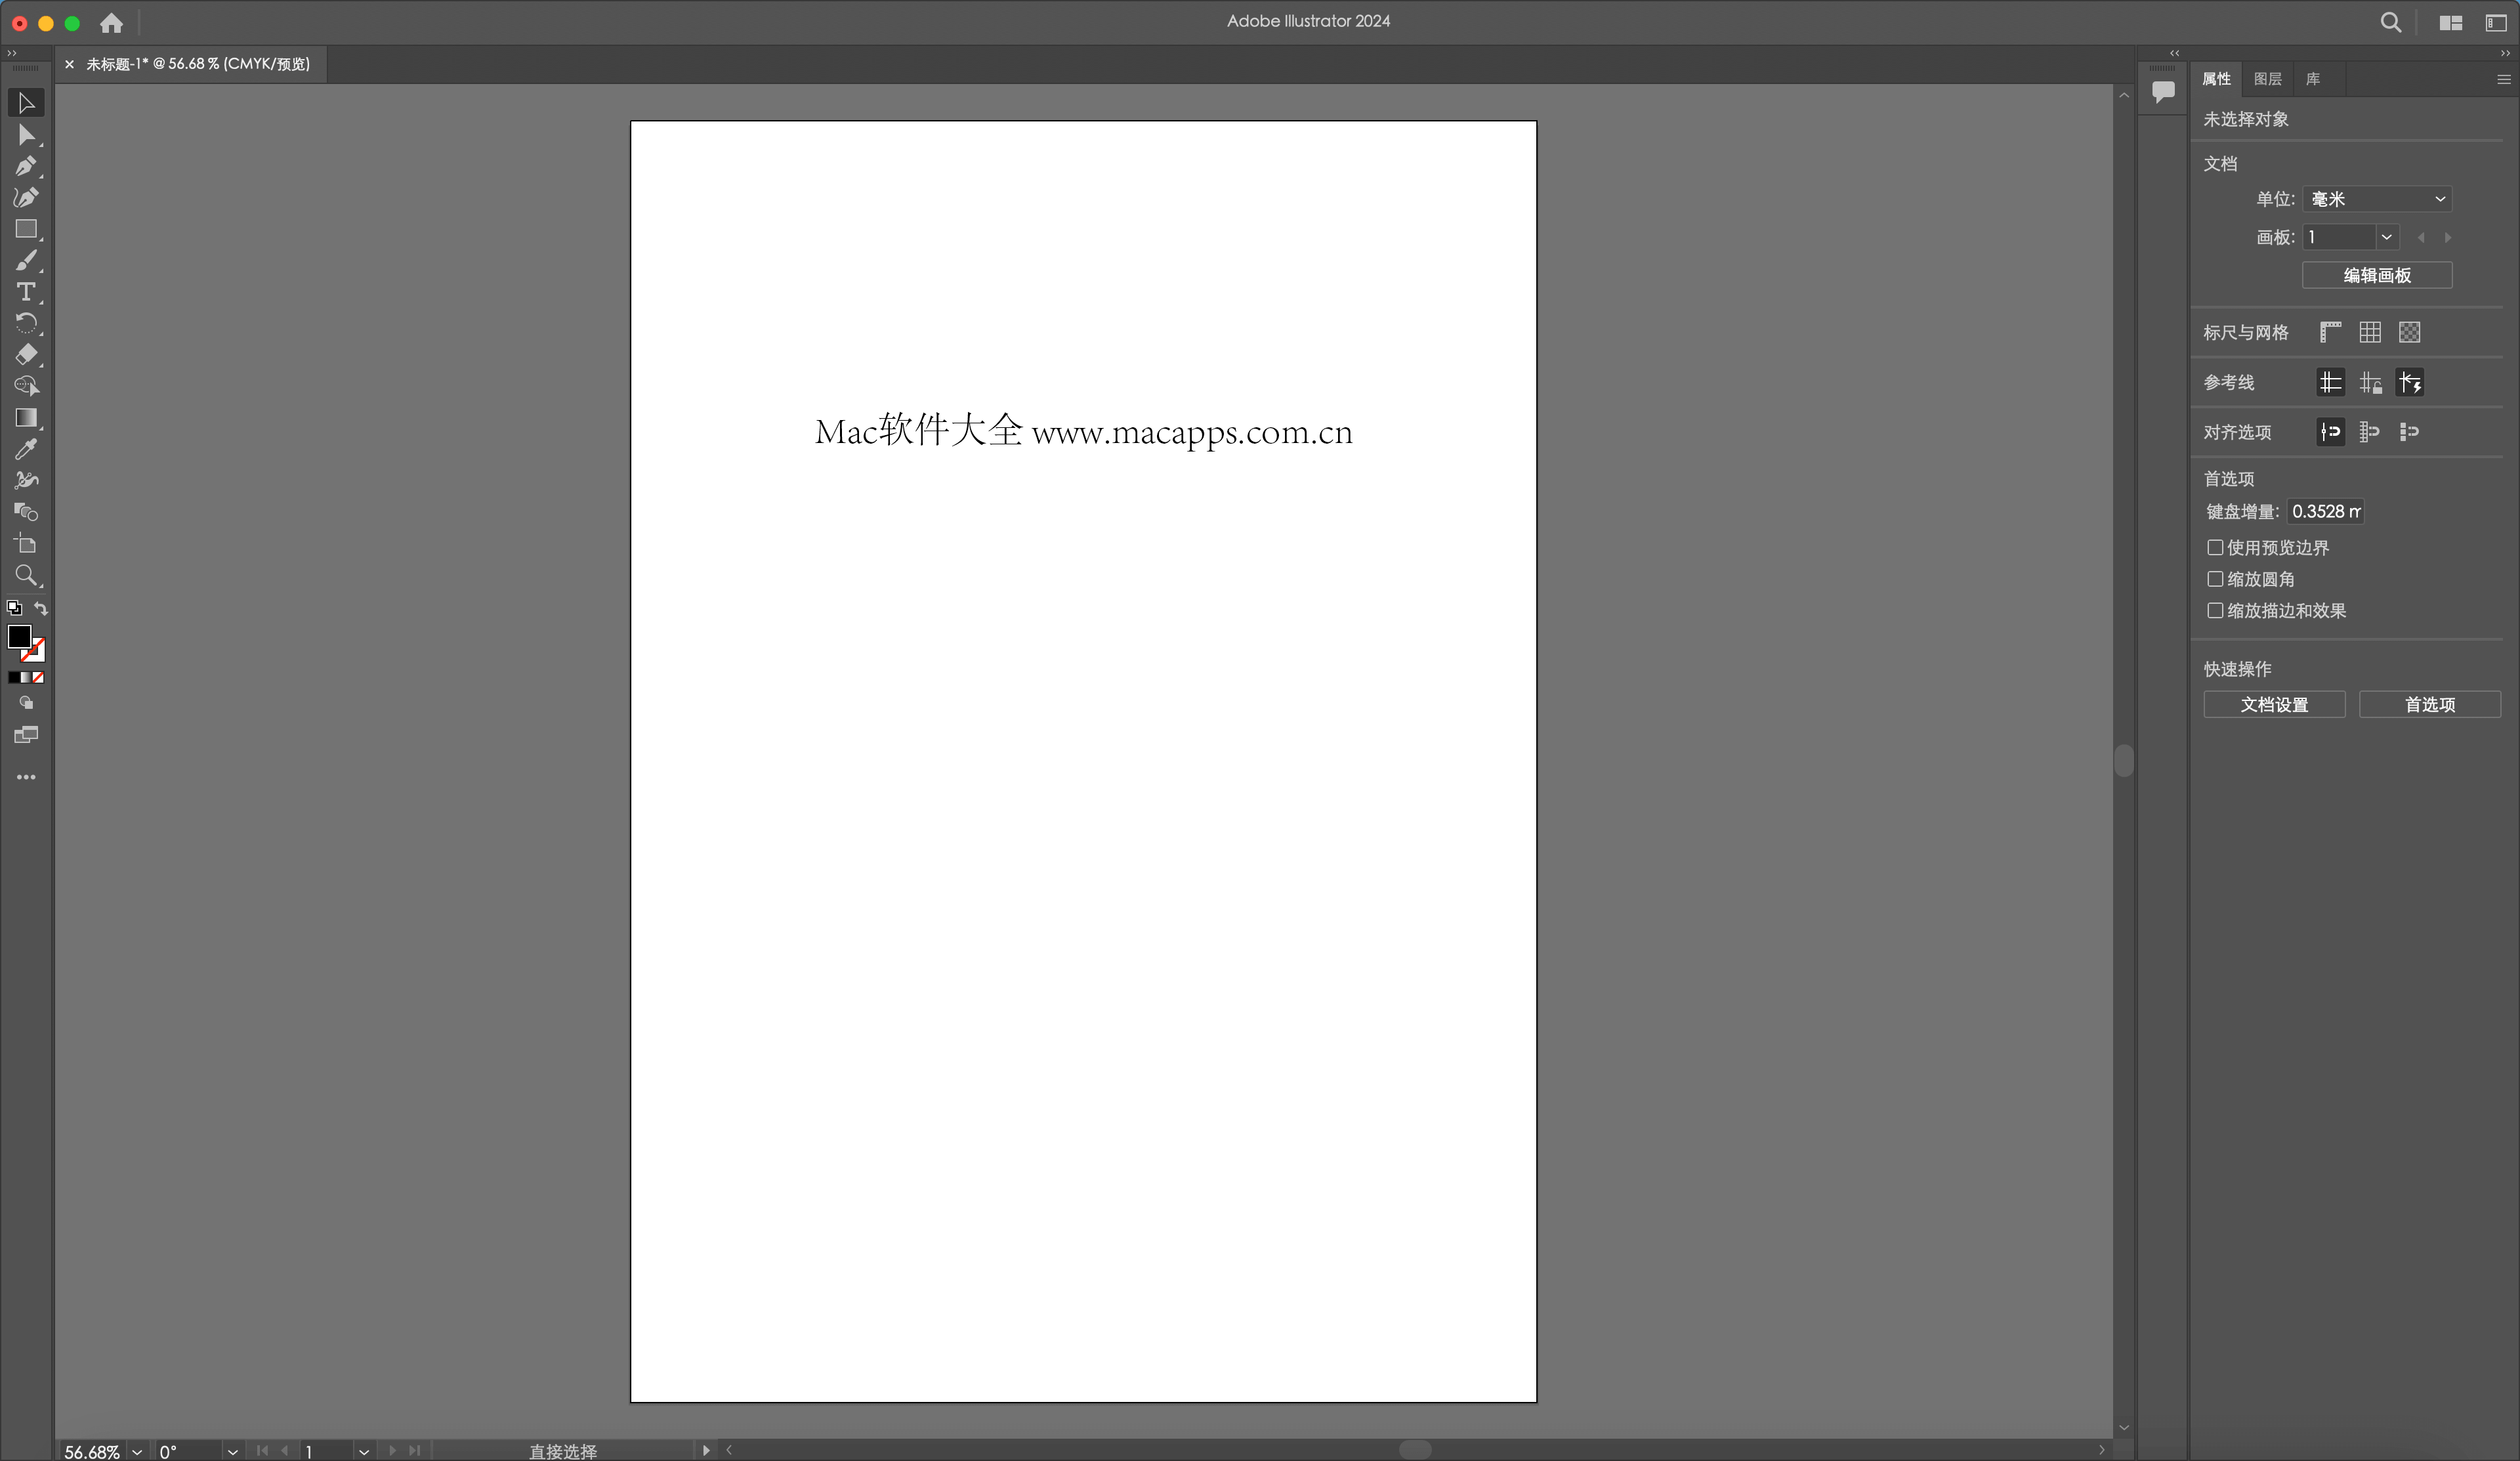 Adobe Illustrator 2024
未标题-1* @ 56.68 % (CMYK/预览)
属性 图层 库
未选择对象
文档
单位: 毫米
画板: 1
编辑画板
标尺与网格
参考线
对齐选项
首选项
键盘增量: 0.3528 m
使用预览边界
缩放圆角
缩放描边和效果
快速操作
文档设置 首选项
Mac软件大全 www.macapps.com.cn
56.68% 0° 1 直接选择